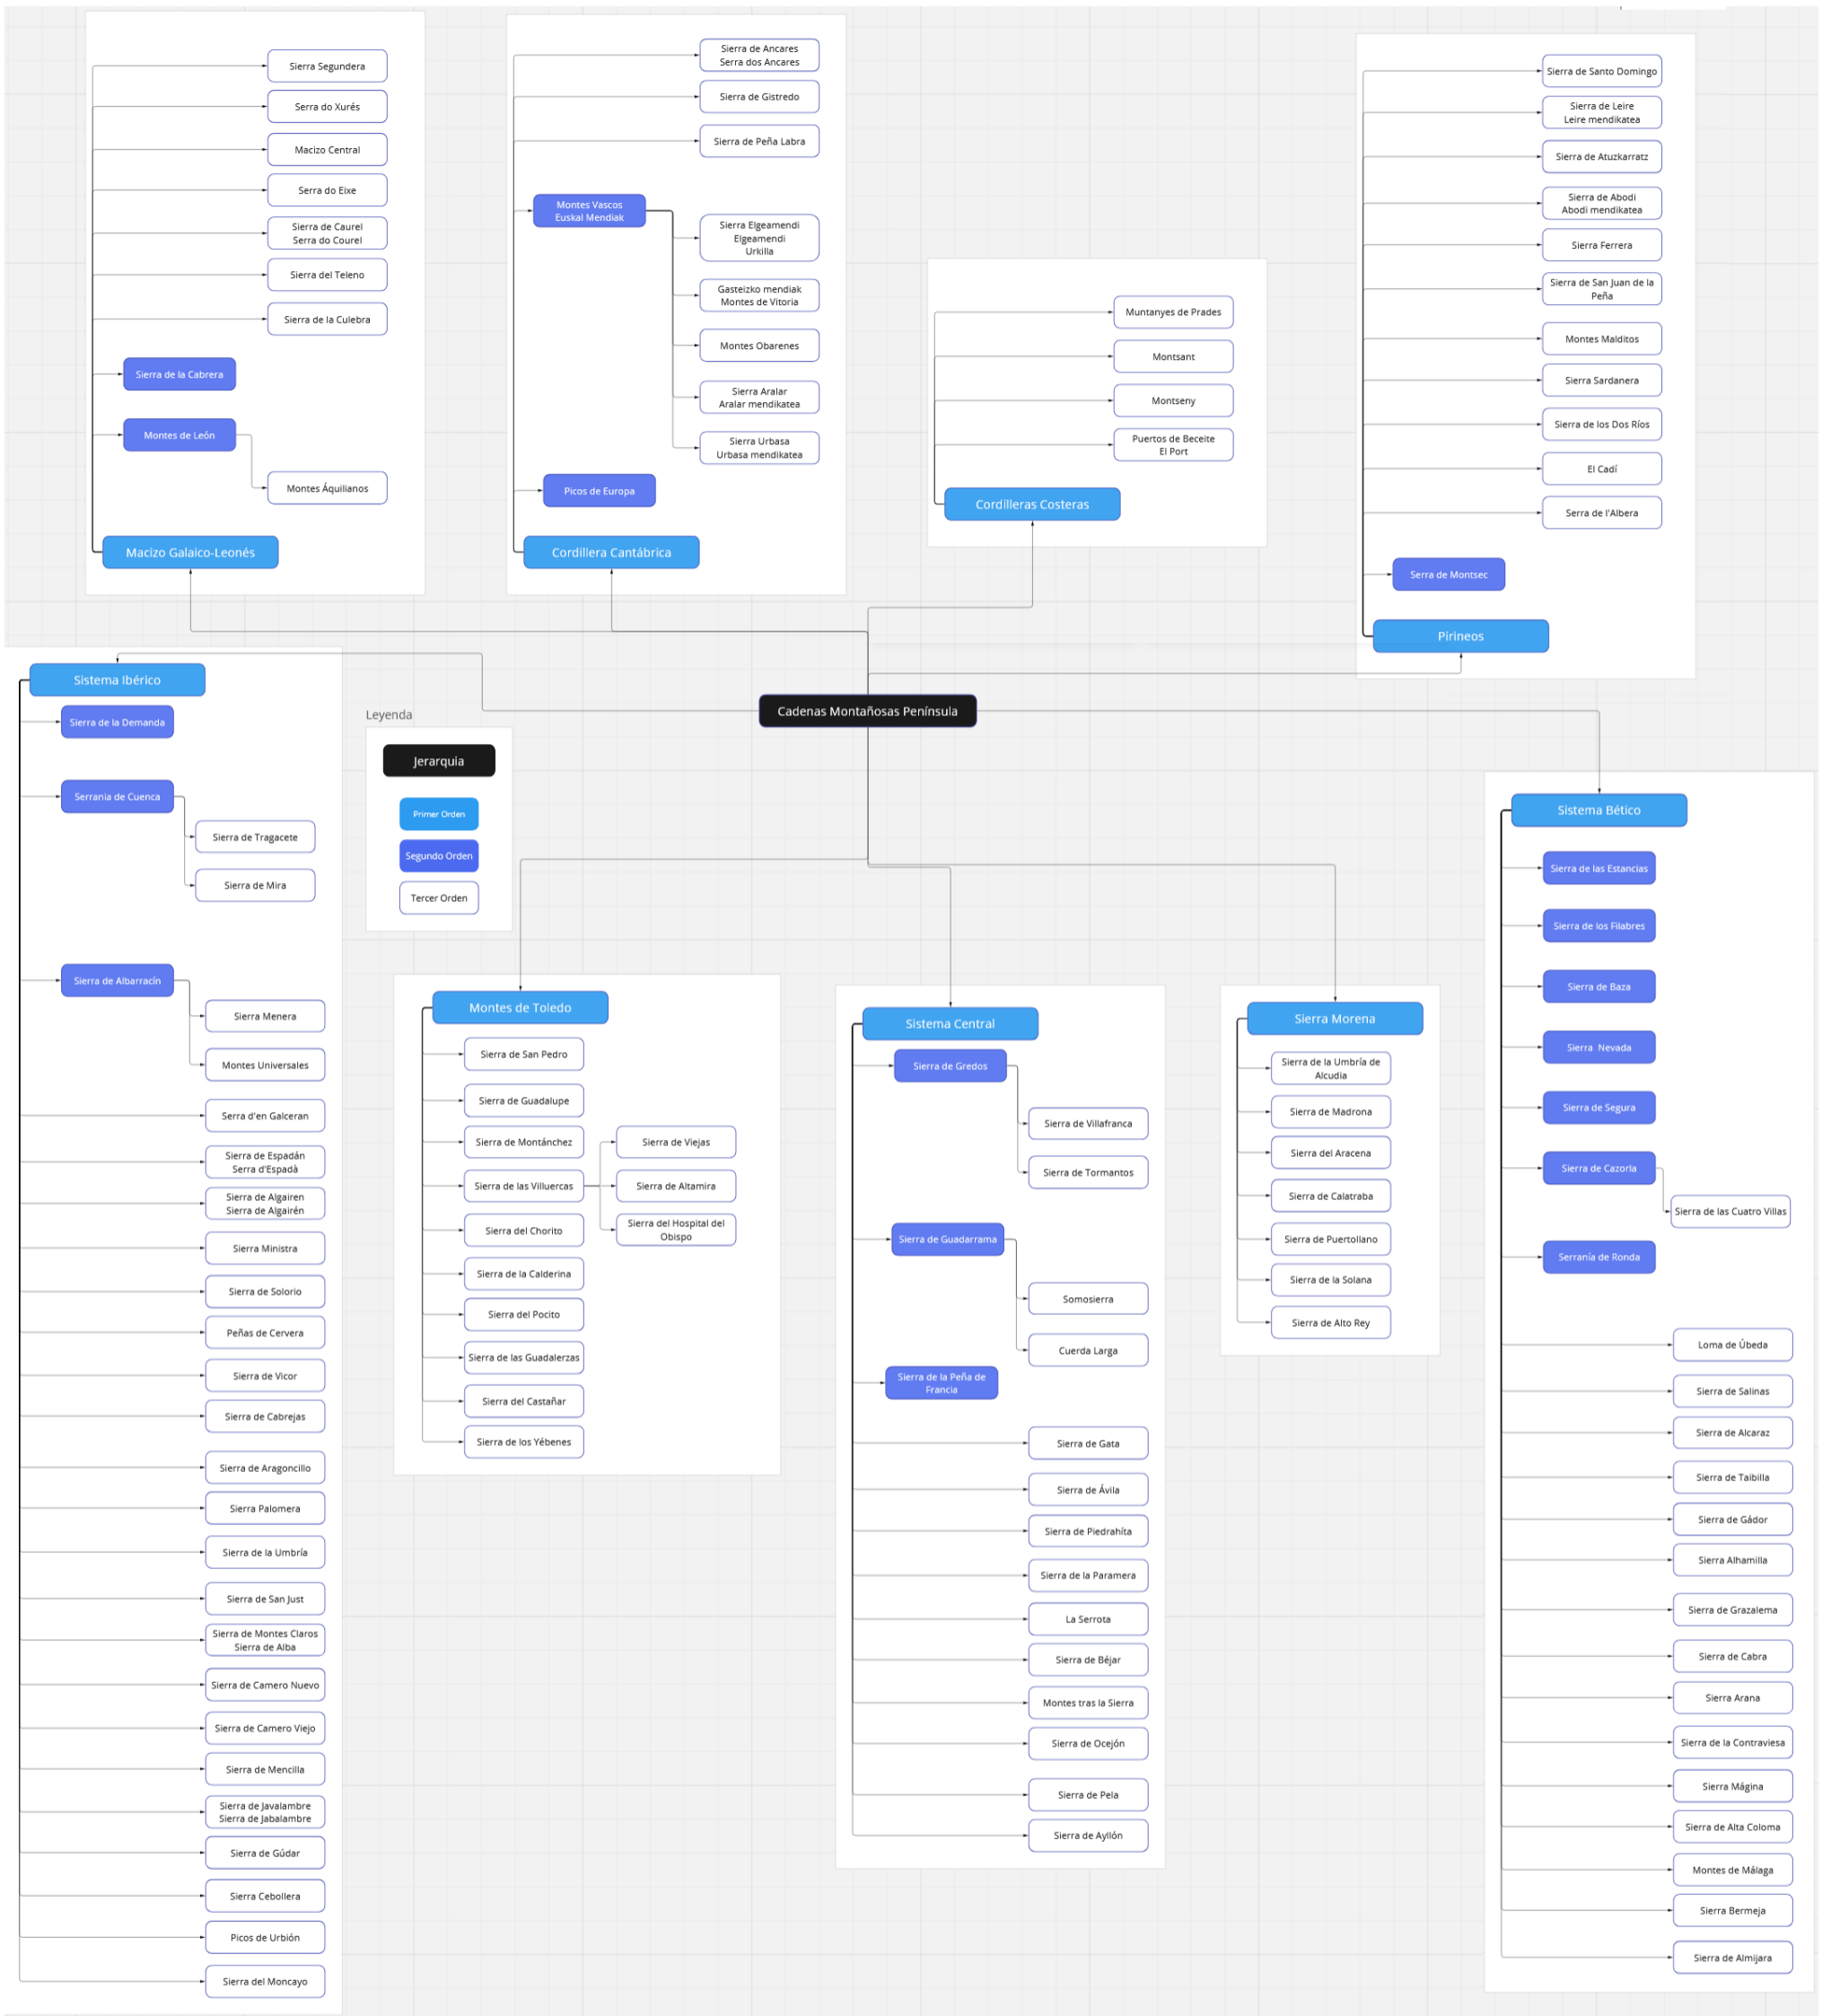 Sierra Segundera
Serra do Xurés
Macizo Central
Serra do Eixe
Sierra de Caurel
Serra do Courel
Sierra del Teleno
Sierra de la Culebra
Sierra de la Cabrera
Montes de León
Montes Áquilianos
Macizo Galaico-Leonés
Sierra de Ancares
Serra dos Ancares
Sierra de Gistredo
Sierra de Peña Labra
Montes Vascos
Euskal Mendiak
Sierra Elgeamendi
Elgeamendi
Urkilla
Gasteizko mendiak
Montes de Vitoria
Montes Obarenes
Sierra Aralar
Aralar mendikatea
Sierra Urbasa
Urbasa mendikatea
Picos de Europa
Cordillera Cantábrica
Muntanyes de Prades
Montsant
Montseny
Puertos de Beceite
El Port
Cordilleras Costeras
Sierra de Santo Domingo
Sierra de Leire
Leire mendikatea
Sierra de Atuzkarratz
Sierra de Abodi
Abodi mendikatea
Sierra Ferrera
Sierra de San Juan de la
Peña
Montes Malditos
Sierra Sardanera
Sierra de los Dos Ríos
El Cadí
Serra de l'Albera
Serra de Montsec
Pirineos
Cadenas Montañosas Península
Sistema Ibérico
Sierra de la Demanda
Serrania de Cuenca
Sierra de Tragacete
Sierra de Mira
Sierra de Albarracín
Sierra Menera
Montes Universales
Serra d'en Galceran
Sierra de Espadán
Serra d'Espadà
Sierra de Algairen
Sierra de Algairén
Sierra Ministra
Sierra de Solorio
Peñas de Cervera
Sierra de Vicor
Sierra de Cabrejas
Sierra de Aragoncillo
Sierra Palomera
Sierra de la Umbría
Sierra de San Just
Sierra de Montes Claros
Sierra de Alba
Sierra de Camero Nuevo
Sierra de Camero Viejo
Sierra de Mencilla
Sierra de Javalambre
Sierra de Jabalambre
Sierra de Gúdar
Sierra Cebollera
Picos de Urbión
Sierra del Moncayo
Leyenda
Jerarquia
Primer Orden
Segundo Orden
Tercer Orden
Montes de Toledo
Sierra de San Pedro
Sierra de Guadalupe
Sierra de Montánchez
Sierra de las Villuercas
Sierra de Viejas
Sierra de Altamira
Sierra del Hospital del
Obispo
Sierra del Chorito
Sierra de la Calderina
Sierra del Pocito
Sierra de las Guadalerzas
Sierra del Castañar
Sierra de los Yébenes
Sistema Central
Sierra de Gredos
Sierra de Villafranca
Sierra de Tormantos
Sierra de Guadarrama
Somosierra
Cuerda Larga
Sierra de la Peña de
Francia
Sierra de Gata
Sierra de Ávila
Sierra de Piedrahíta
Sierra de la Paramera
La Serrota
Sierra de Béjar
Montes tras la Sierra
Sierra de Ocejón
Sierra de Pela
Sierra de Ayllón
Sierra Morena
Sierra de la Umbría de
Alcudia
Sierra de Madrona
Sierra del Aracena
Sierra de Calatraba
Sierra de Puertollano
Sierra de la Solana
Sierra de Alto Rey
Sistema Bético
Sierra de las Estancias
Sierra de los Filabres
Sierra de Baza
Sierra Nevada
Sierra de Segura
Sierra de Cazorla
Sierra de las Cuatro Villas
Serranía de Ronda
Loma de Úbeda
Sierra de Salinas
Sierra de Alcaraz
Sierra de Taibilla
Sierra de Gádor
Sierra Alhamilla
Sierra de Grazalema
Sierra de Cabra
Sierra Arana
Sierra de la Contraviesa
Sierra Mágina
Sierra de Alta Coloma
Montes de Málaga
Sierra Bermeja
Sierra de Almijara